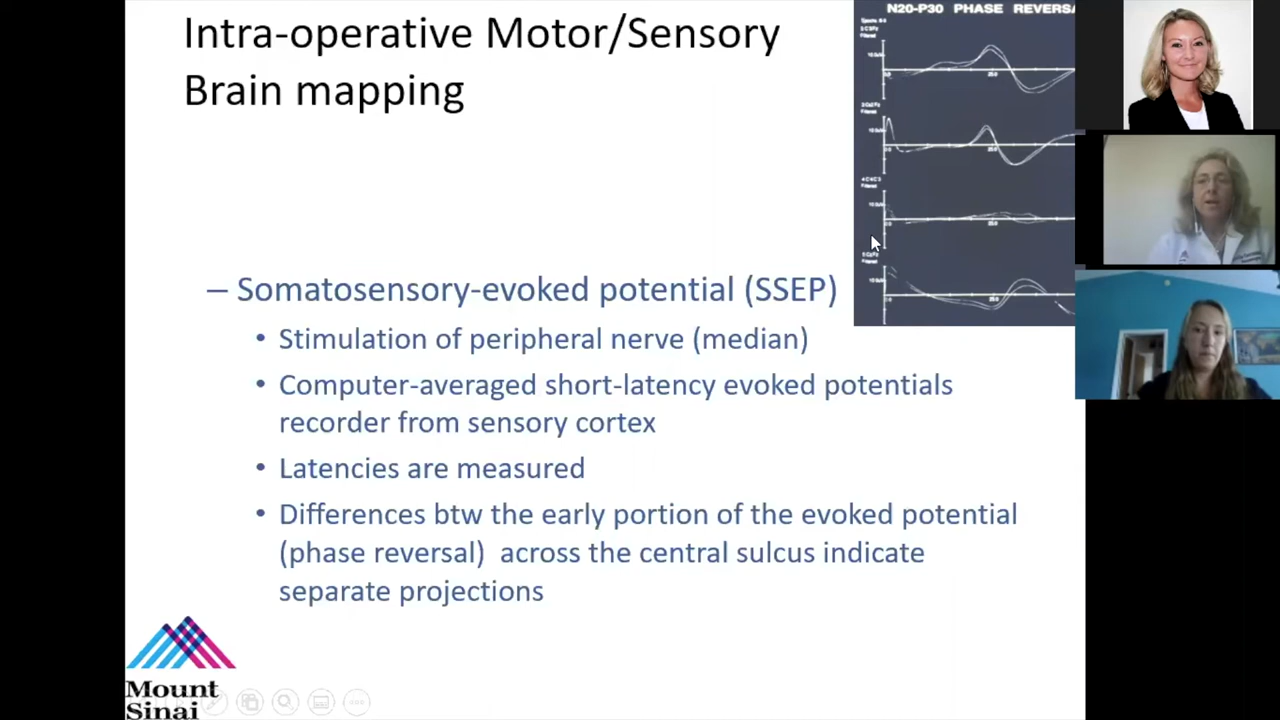 Intra-operative Motor/Sensory
Brain mapping
N20-P30 PHASE REVERSA
– Somatosensory-evoked potential (SSEP)
• Stimulation of peripheral nerve (median)
• Computer-averaged short-latency evoked potentials
recorder from sensory cortex
• Latencies are measured
• Differences btw the early portion of the evoked potential
(phase reversal) across the central sulcus indicate
separate projections
Mount
Sinai